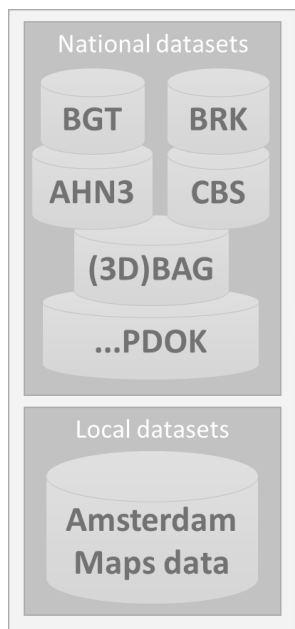 National datasets
BGT BRK
AHN3 CBS
(3D)BAG
...PDOK
Local datasets
Amsterdam
Maps data